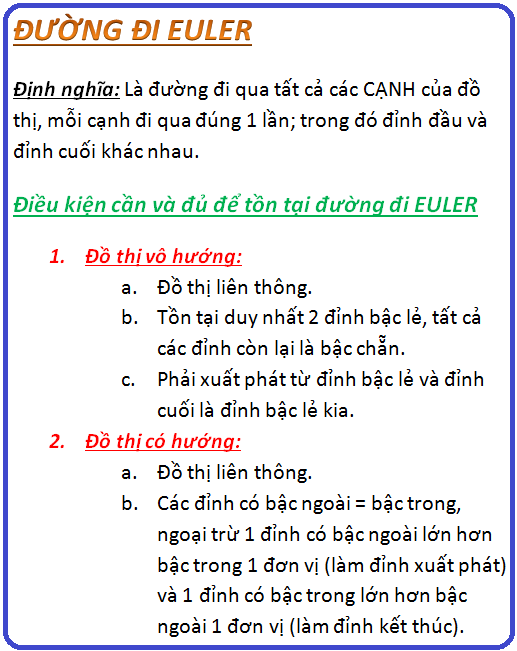 ĐƯỜNG ĐI EULER
Định nghĩa: Là đường đi qua tất cả các CẠNH của đồ
thị, mỗi cạnh đi qua đúng 1 lần; trong đó đỉnh đầu và
đỉnh cuối khác nhau.
Điều kiện cần và đủ để tồn tại đường đi EULER
1. Đồ thị vô hướng:
a. Đồ thị liên thông.
b. Tồn tại duy nhất 2 đỉnh bậc lẻ, tất cả
các đỉnh còn lại là bậc chẵn.
c. Phải xuất phát từ đỉnh bậc lẻ và đỉnh
cuối là đỉnh bậc lẻ kia.
2. Đồ thị có hướng:
a. Đồ thị liên thông.
b. Các đỉnh có bậc ngoài = bậc trong,
ngoại trừ 1 đỉnh có bậc ngoài lớn hơn
bậc trong 1 đơn vị (làm đỉnh xuất phát)
và 1 đỉnh có bậc trong lớn hơn bậc
ngoài 1 đơn vị (làm đỉnh kết thúc).